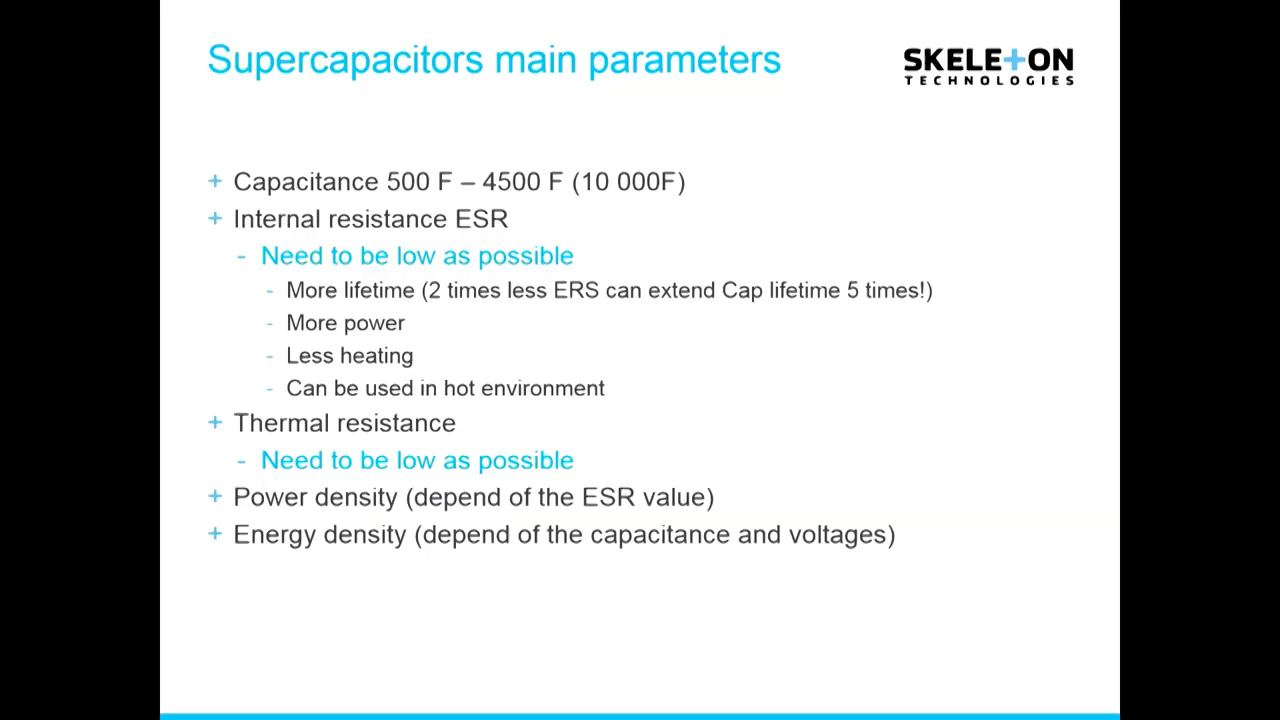 Supercapacitors main parameters
SKELE+ON
TECHNOLOGIES
+ Capacitance 500 F – 4500 F (10 000F)
+ Internal resistance ESR
- Need to be low as possible
- More lifetime (2 times less ERS can extend Cap lifetime 5 times!)
- More power
- Less heating
- Can be used in hot environment
+ Thermal resistance
- Need to be low as possible
+ Power density (depend of the ESR value)
+ Energy density (depend of the capacitance and voltages)